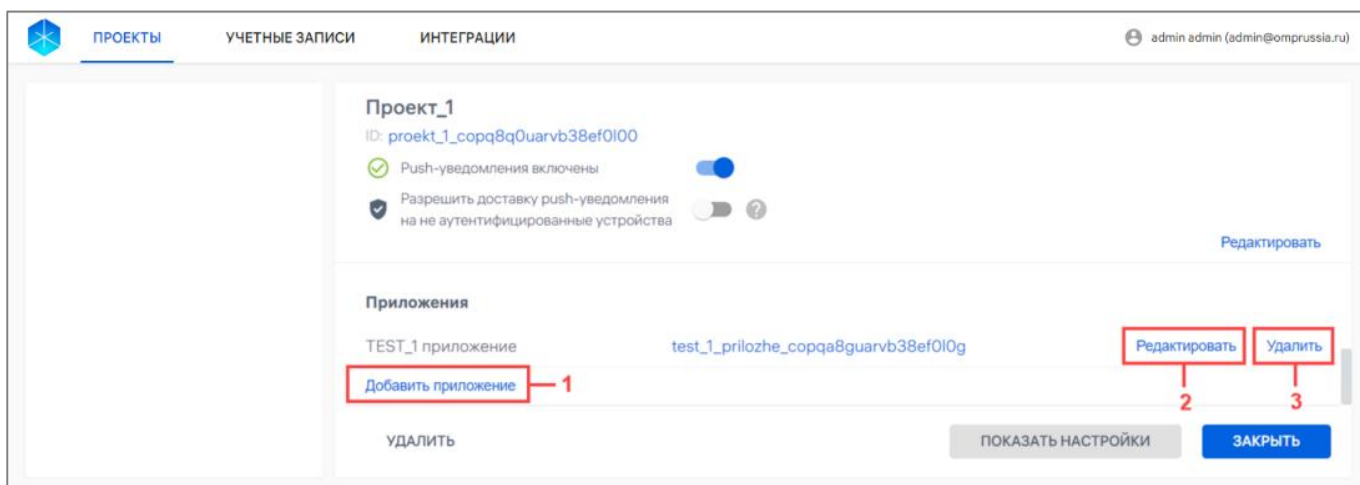 ПРОЕКТЫ УЧЕТНЫЕ ЗАПИСИ ИНТЕГРАЦИИ admin admin (admin@omprussia.ru)
Проект_1
ID: proekt_1_copq8q0uarvb38ef0l00
Push-уведомления включены
Разрешить доставку push-уведомления
на не аутентифицированные устройства ?
Редактировать
Приложения
TEST_1 приложение test_1_prilozhe_copqa8guarvb38ef0l0g Редактировать Удалить
Добавить приложение 1
2 3
УДАЛИТЬ ПОКАЗАТЬ НАСТРОЙКИ ЗАКРЫТЬ